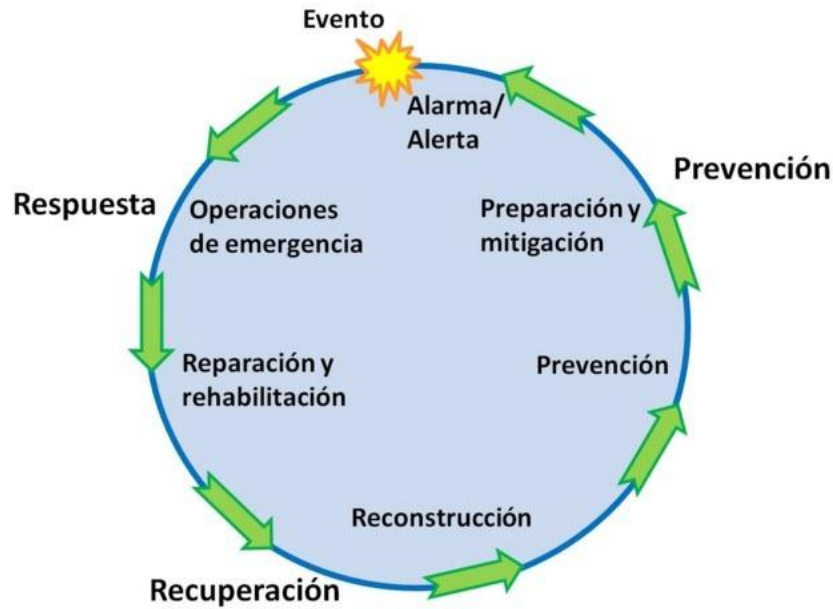 Evento
Alarma/
Alerta
Prevención
Respuesta
Operaciones
de emergencia
Preparación y
mitigación
Reparación y
rehabilitación
Prevención
Reconstrucción
Recuperación